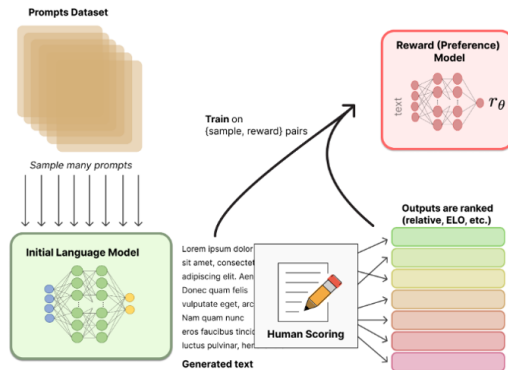 Prompts Dataset
Sample many prompts
Initial Language Model
Train on
{sample, reward} pairs
Reward (Preference)
Model
text
rθ
Lorem ipsum dolor
sit amet, consectet
adipiscing elit. Aen
Donec quam felis
vulputate eget, arc
Nam quam nunc
eros faucibus tincid
luctus pulvinar, her
Generated text
Human Scoring
Outputs are ranked
(relative, ELO, etc.)